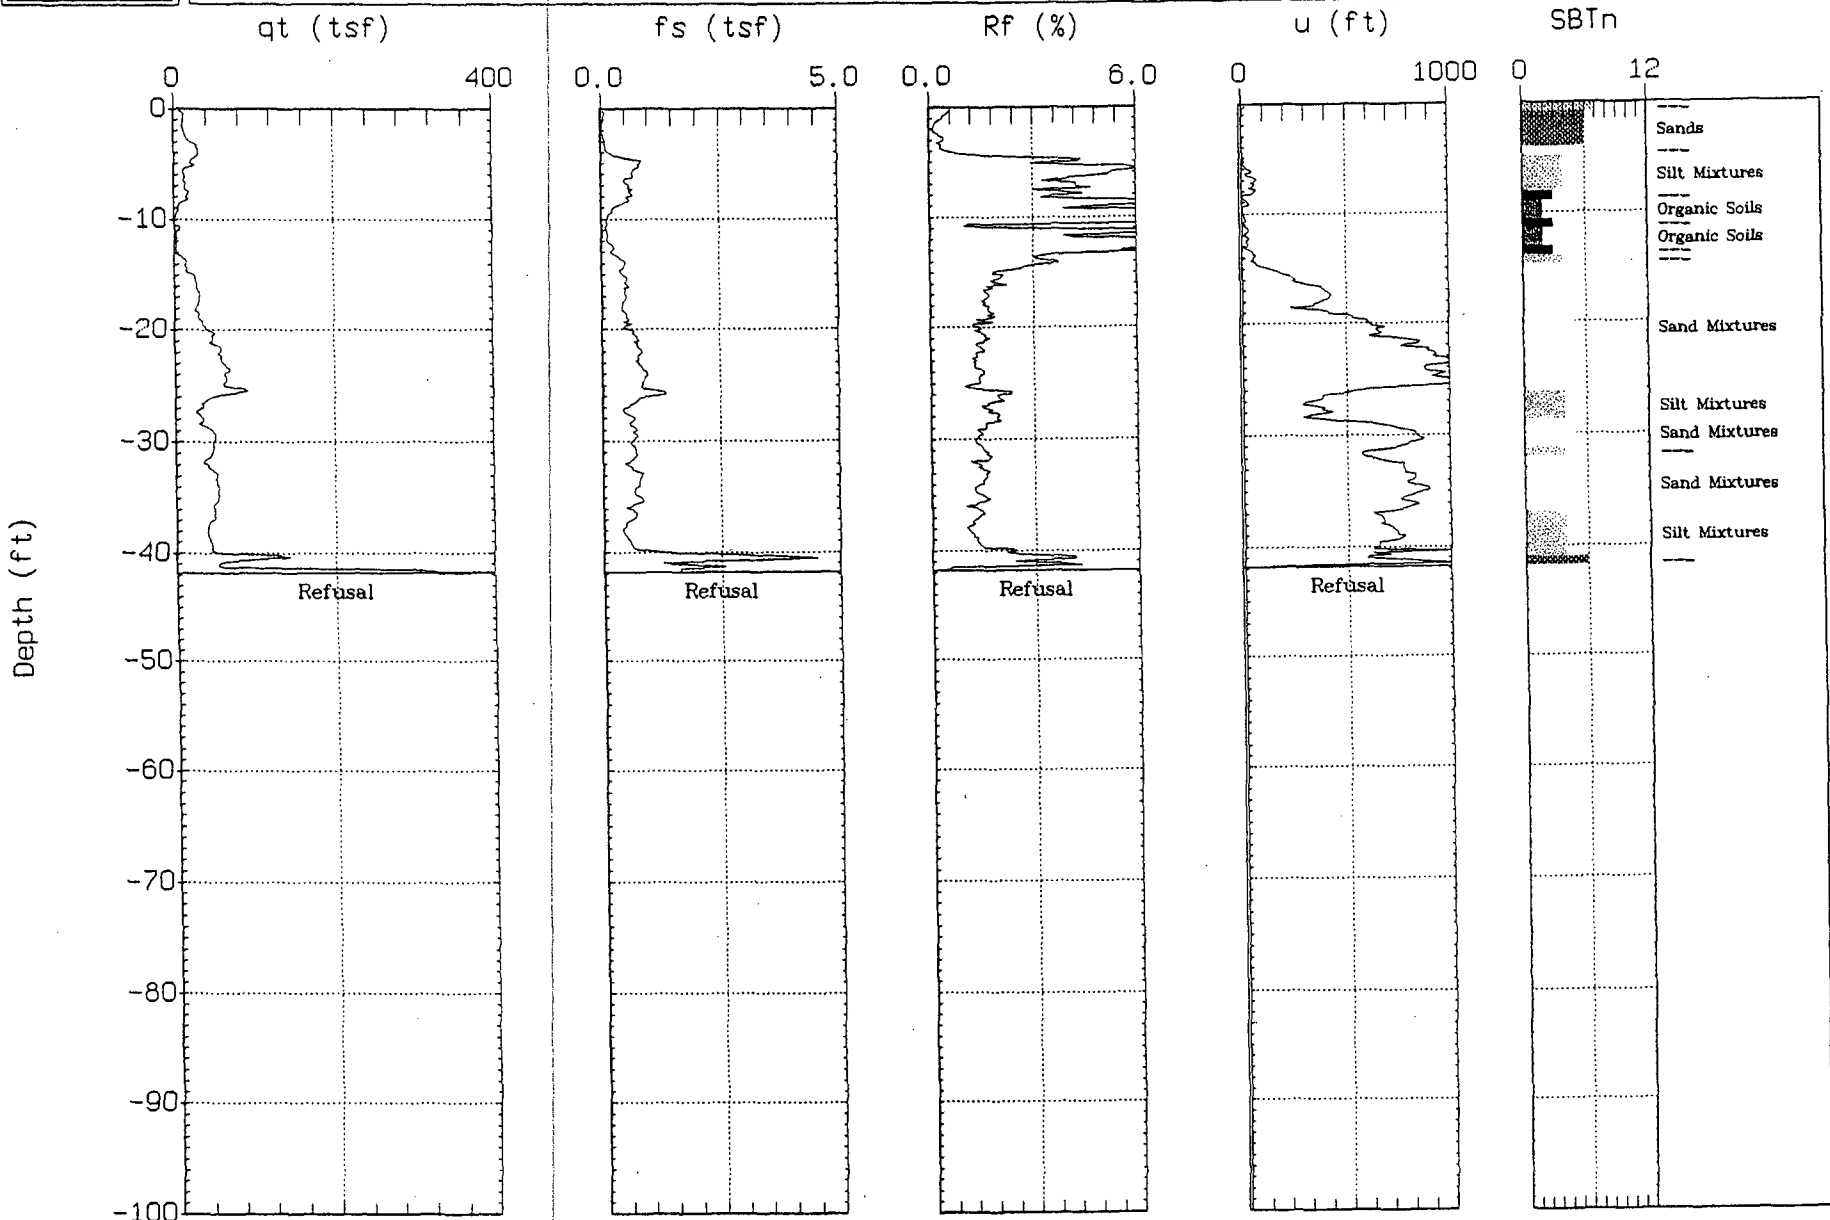 qt (tsf) fs (tsf) Rf (%) u (ft) SBTn
0 400 0.0 5.0 0.0 6.0 0 1000 0 12
0
Sands
Silt Mixtures
-10
Organic Soils
Organic Soils
-20
Sand Mixtures
Silt Mixtures
-30
Sand Mixtures
Sand Mixtures
Silt Mixtures
-40
Refusal Refusal Refusal Refusal
Depth (ft)
-50
-60
-70
-80
-90
-100